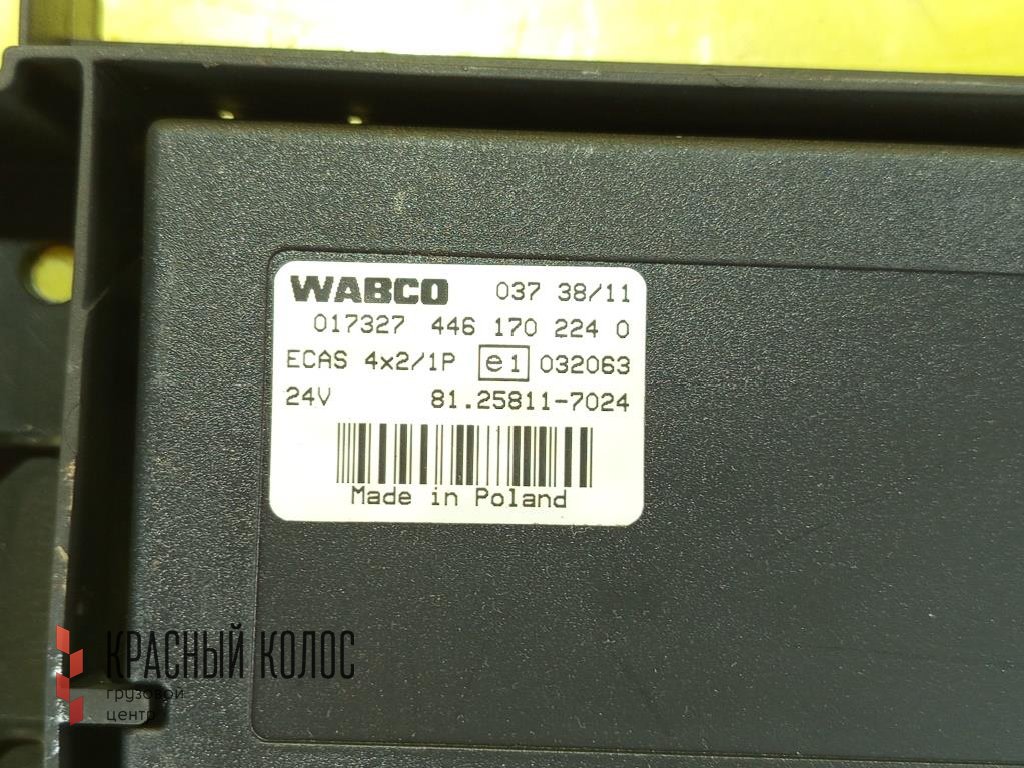 WABCO 037 38/11
017327 446 170 224 0
ECAS 4x2/1P e1 032063
24V 81.25811-7024
Made in Poland
КРАСНЫЙ КОЛОС
грузовой
центр